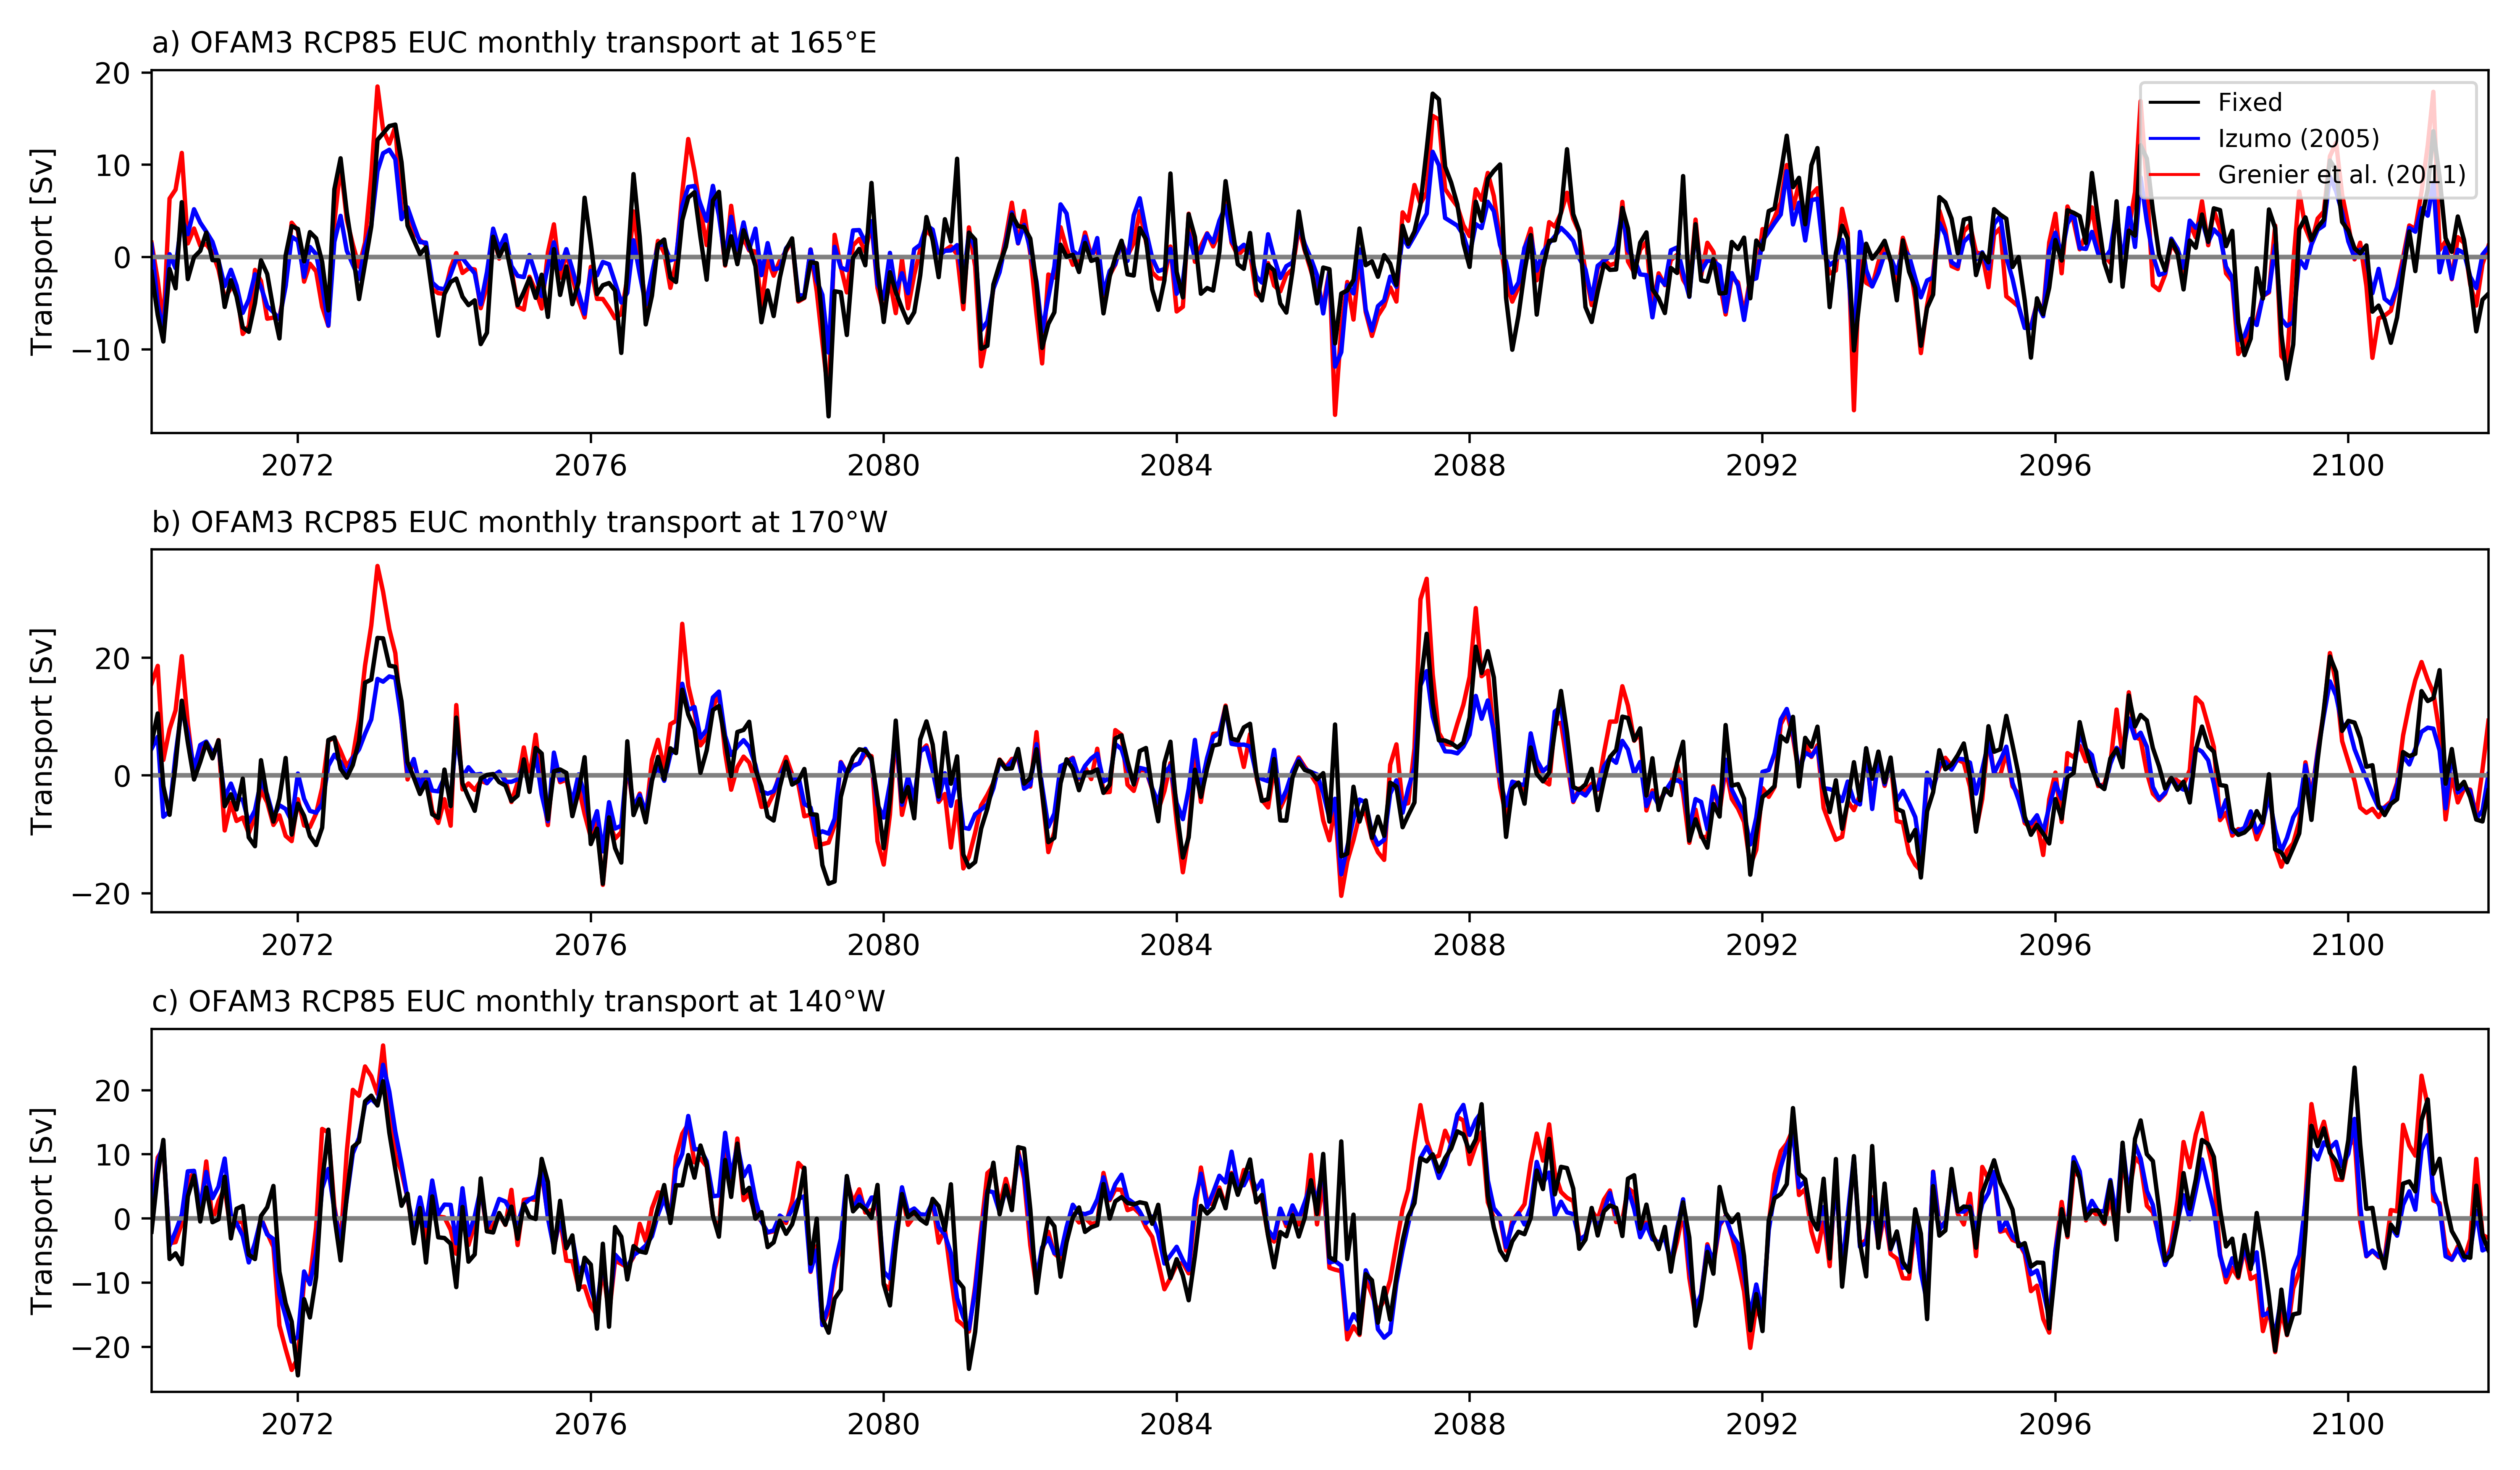 a) OFAM3 RCP85 EUC monthly transport at 165°E
Transport [Sv]
20
10
0
−10
Fixed
Izumo (2005)
Grenier et al. (2011)
2072 2076 2080 2084 2088 2092 2096 2100
b) OFAM3 RCP85 EUC monthly transport at 170°W
Transport [Sv]
20
0
−20
2072 2076 2080 2084 2088 2092 2096 2100
c) OFAM3 RCP85 EUC monthly transport at 140°W
Transport [Sv]
20
10
0
−10
−20
2072 2076 2080 2084 2088 2092 2096 2100